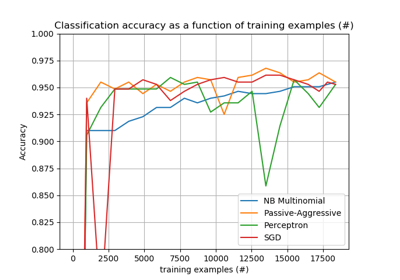 Classification accuracy as a function of training examples (#)
1.000
0.975
0.950
0.925
0.900
0.875
0.850
0.825
0.800
Accuracy
NB Multinomial
Passive-Aggressive
Perceptron
SGD
0 2500 5000 7500 10000 12500 15000 17500
training examples (#)